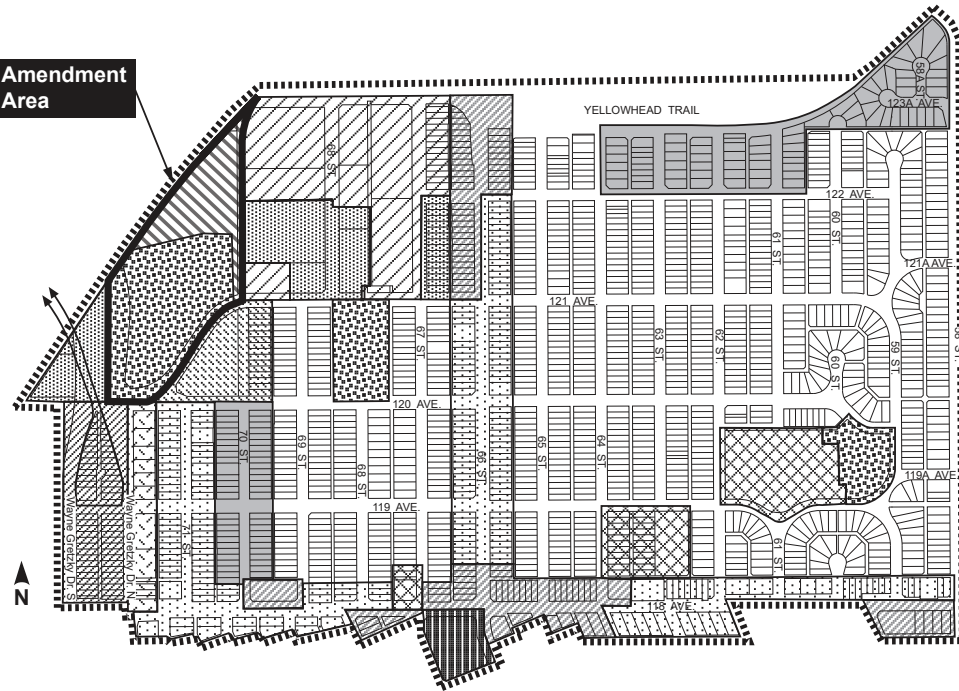 Amendment
Area
YELLOWHEAD TRAIL
58A ST.
123A AVE.
68 ST.
122 AVE.
60 ST.
61 ST.
121A AVE.
121 AVE.
67 ST.
63 ST.
62 ST.
60 ST.
59 ST.
120 AVE.
70 ST.
69 ST.
68 ST.
66 ST.
65 ST.
64 ST.
119A AVE.
119 AVE.
71 ST.
61 ST.
Wayne Gretzky Dr. S
Wayne Gretzky Dr. N
118 AVE.
N